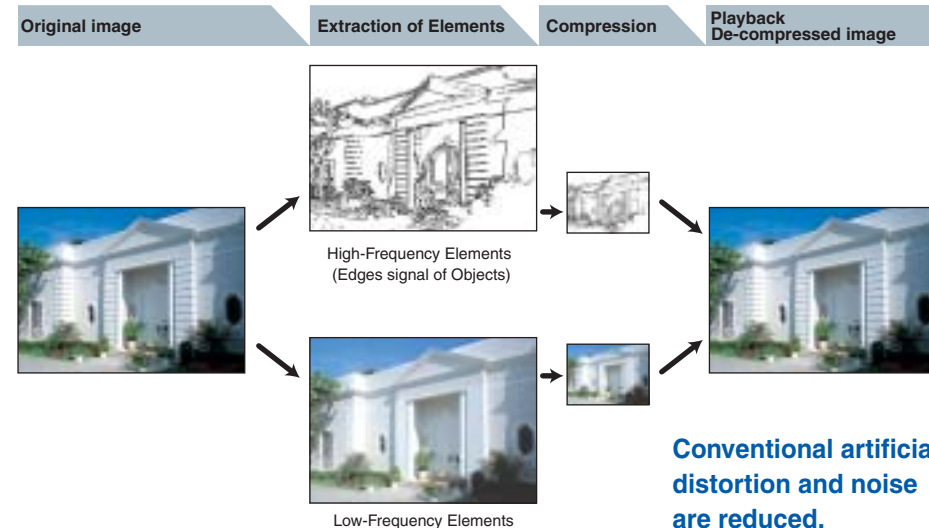 Original image
Extraction of Elements
Compression
Playback
De-compressed image
High-Frequency Elements
(Edges signal of Objects)
Low-Frequency Elements
Conventional artificia
distortion and noise
are reduced.